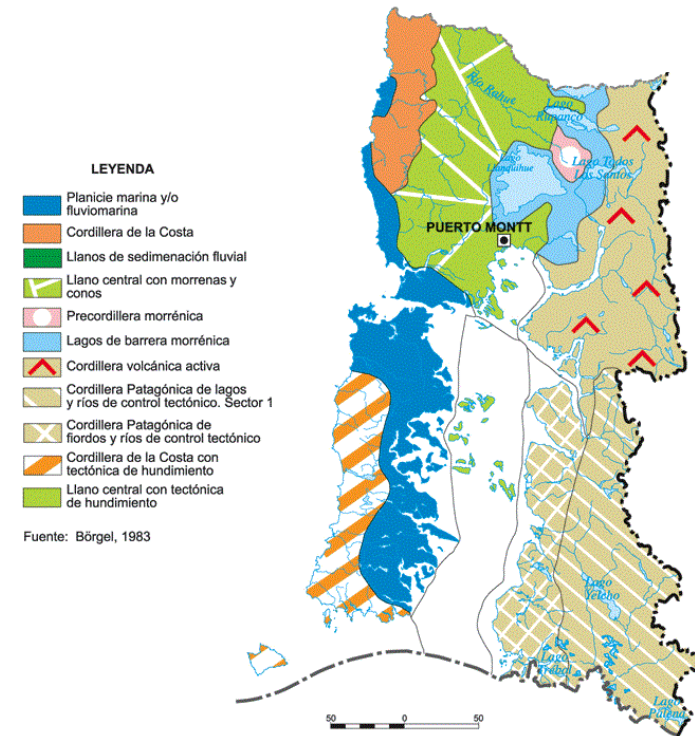 Río Rahue
Lago
Rupanco
Lago
Llanquihue
Lago Todos
Los Santos
PUERTO MONTT
LEYENDA
Planicie marina y/o
fluviomarina
Cordillera de la Costa
Llanos de sedimenación fluvial
Llano central con morrenas y
conos
Precordillera morrénica
Lagos de barrera morrénica
Cordillera volcánica activa
Cordillera Patagónica de lagos
y ríos de control tectónico. Sector 1
Cordillera Patagónica de
fiordos y ríos de control tectónico
Cordillera de la Costa con
tectónica de hundimiento
Llano central con tectónica
de hundimiento
Fuente: Börgel, 1983
Lago
Yelcho
Lago
Lago
Palena
50 0 50